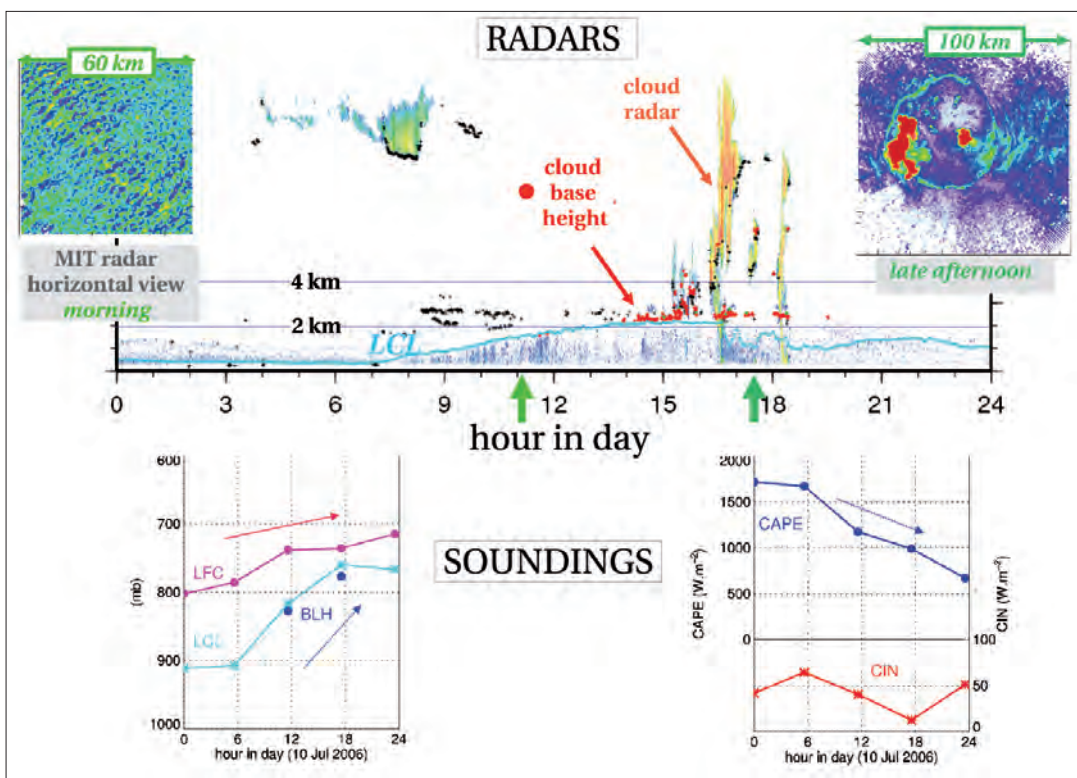 RADARS
60 km
100 km
cloud
radar
cloud
base
height
MIT radar
horizontal view
morning
late afternoon
4 km
2 km
LCL
0 3 6 9 12 15 18 21 24
hour in day
SOUNDINGS
600
700
800
900
1000
(mb)
LFC
LCL
BLH
0 6 12 18 24
hour in day (10 Jul 2006)
2000
1500
1000
500
0
CAPE (W.m⁻²)
CAPE
100
50
0
CIN (W.m⁻²)
CIN
0 6 12 18 24
hour in day (10 Jul 2006)